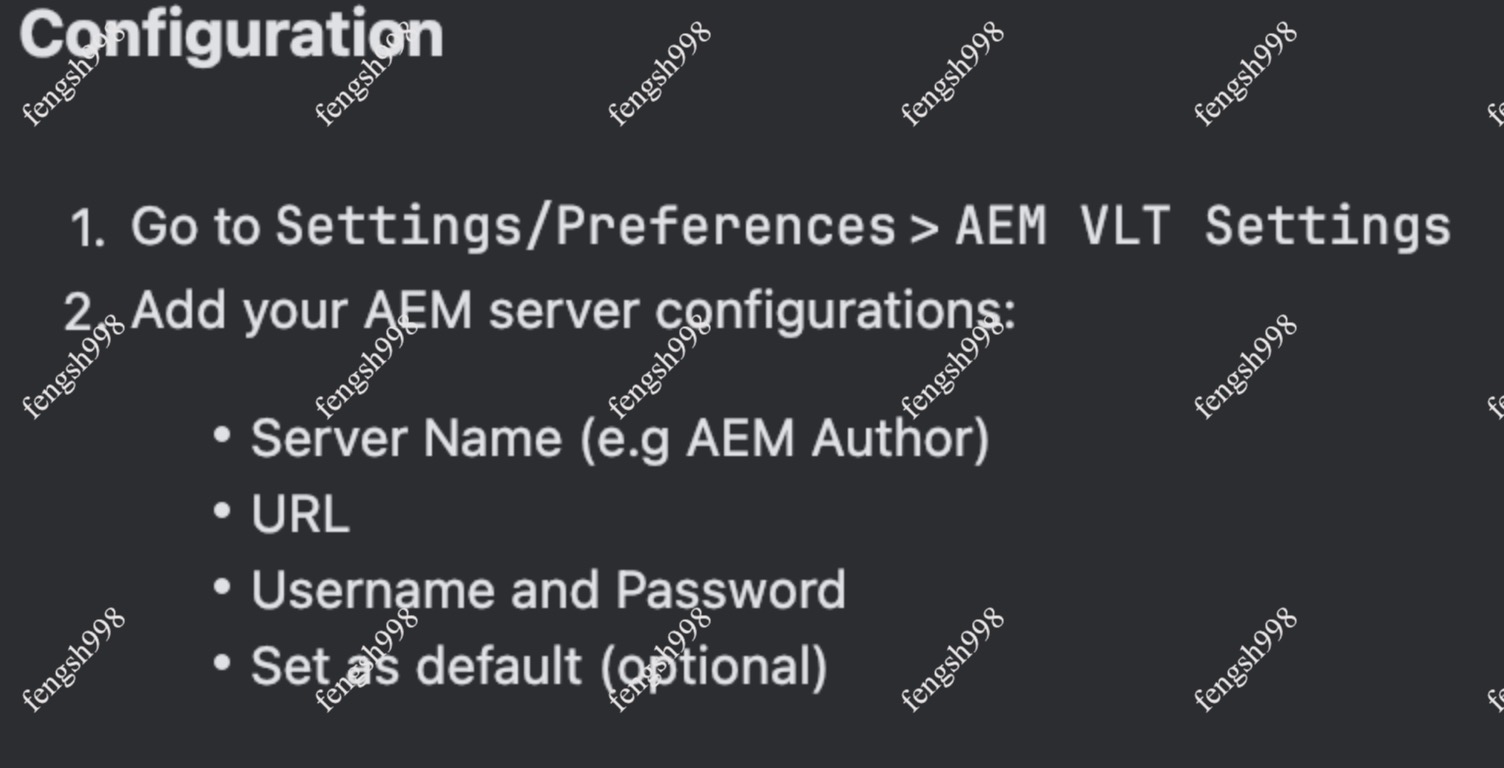 Configuration
1. Go to Settings/Preferences > AEM VLT Settings
2. Add your AEM server configurations:
• Server Name (e.g AEM Author)
• URL
• Username and Password
• Set as default (optional)
fengsh998 fengsh998 fengsh998 fengsh998 fengsh998
fengsh998 fengsh998 fengsh998 fengsh998 fengsh998
fengsh998 fengsh998 fengsh998 fengsh998 fengsh998